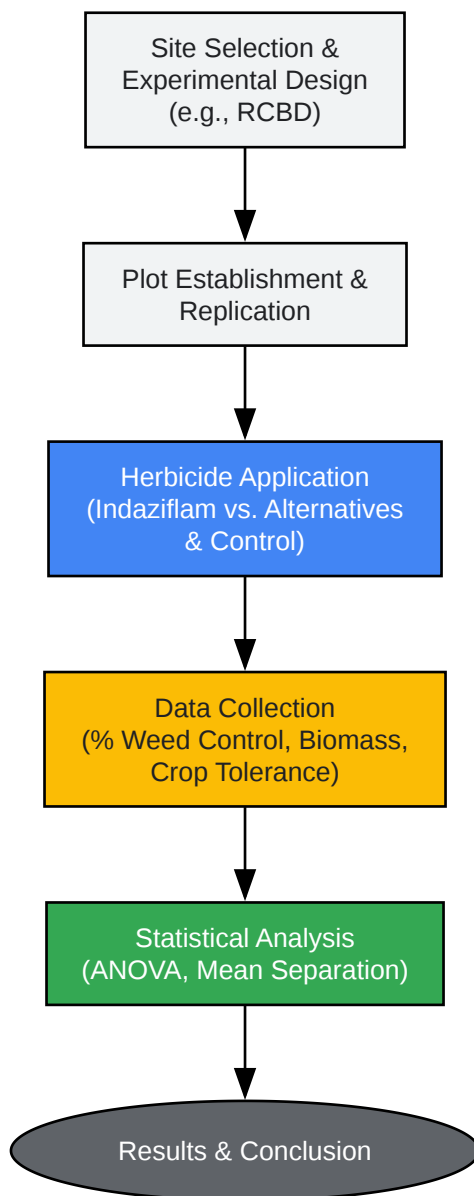 Site Selection &
Experimental Design
(e.g., RCBD)
Plot Establishment &
Replication
Herbicide Application
(Indaziflam vs. Alternatives
& Control)
Data Collection
(% Weed Control, Biomass,
Crop Tolerance)
Statistical Analysis
(ANOVA, Mean Separation)
Results & Conclusion